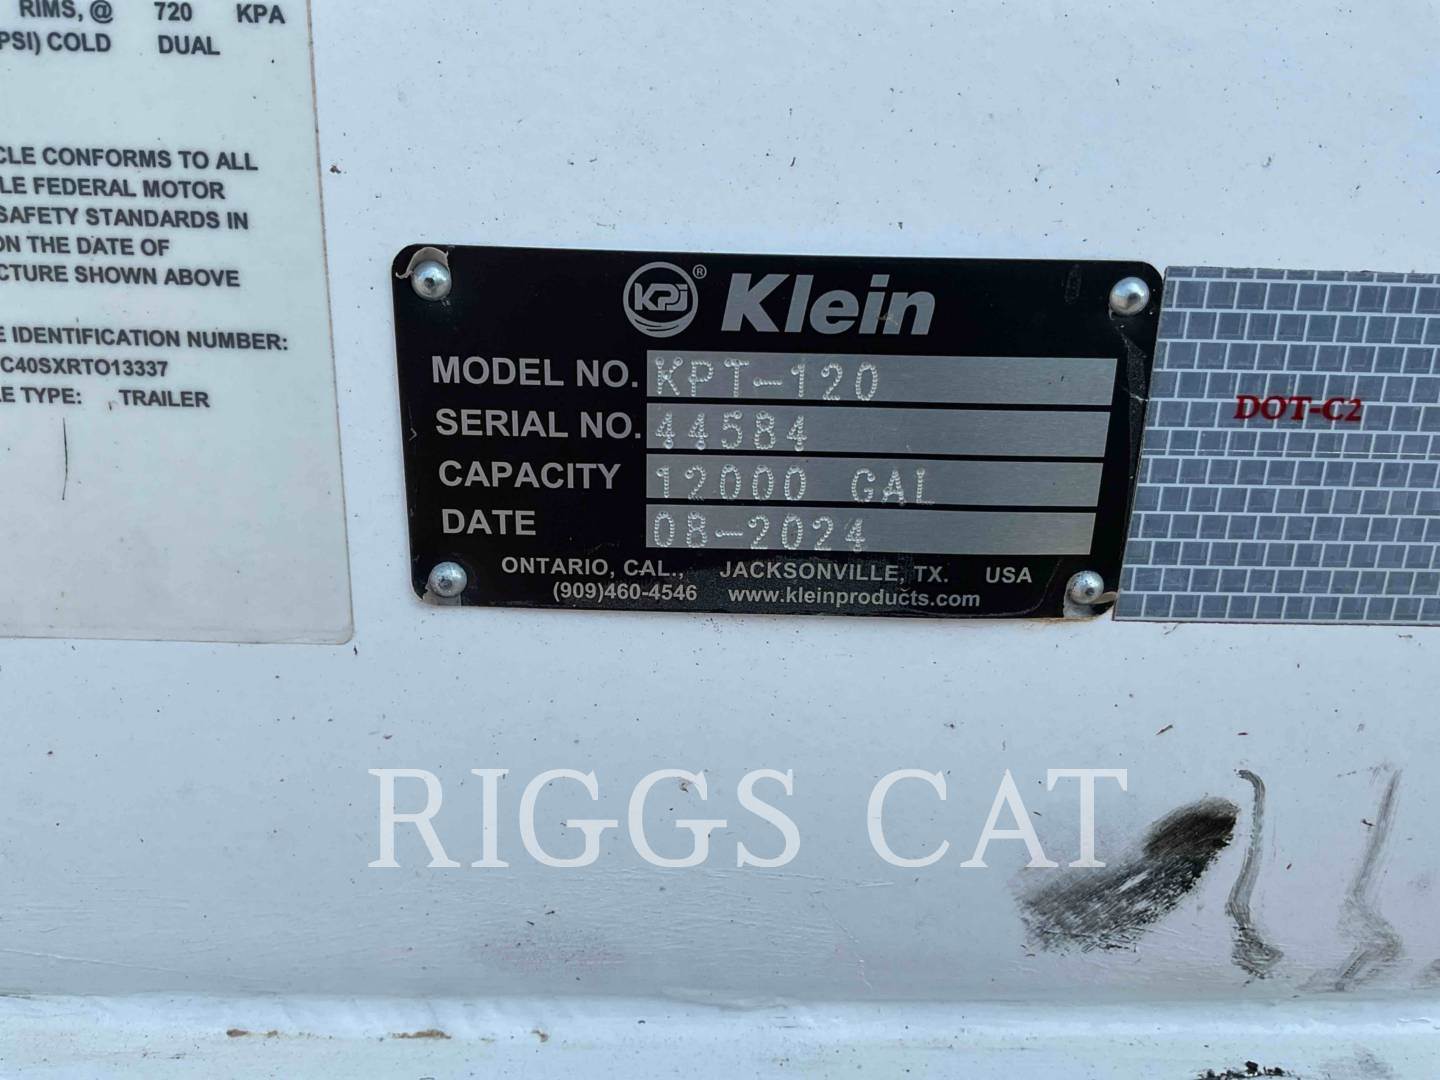 RIMS, @ 720 KPA
PSI) COLD DUAL
CLE CONFORMS TO ALL
LE FEDERAL MOTOR
SAFETY STANDARDS IN
ON THE DATE OF
CTURE SHOWN ABOVE
E IDENTIFICATION NUMBER:
C40SXRTO13337
LE TYPE: TRAILER
KPI® Klein
MODEL NO. KPT-120
SERIAL NO. 44584
CAPACITY 12000 GAL
DATE 08-2024
ONTARIO, CAL., JACKSONVILLE, TX. USA
(909)460-4546 www.kleinproducts.com
DOT-C2
RIGGS CAT